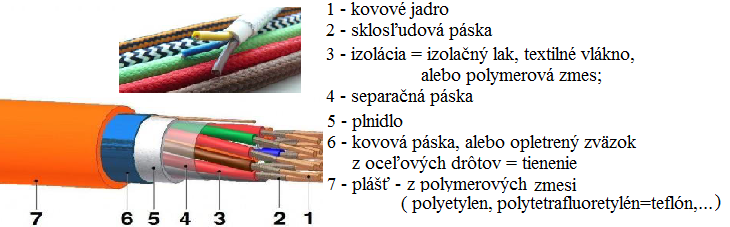 1 - kovové jadro
2 - sklosľudová páska
3 - izolácia = izolačný lak, textilné vlákno,
alebo polymerová zmes;
4 - separačná páska
5 - plnidlo
6 - kovová páska, alebo opletrený zväzok
z oceľových drôtov = tienenie
7 - plášť - z polymerových zmesi
( polyetylen, polytetrafluoretylén=teflón,...)
7 6 5 4 3 2 1